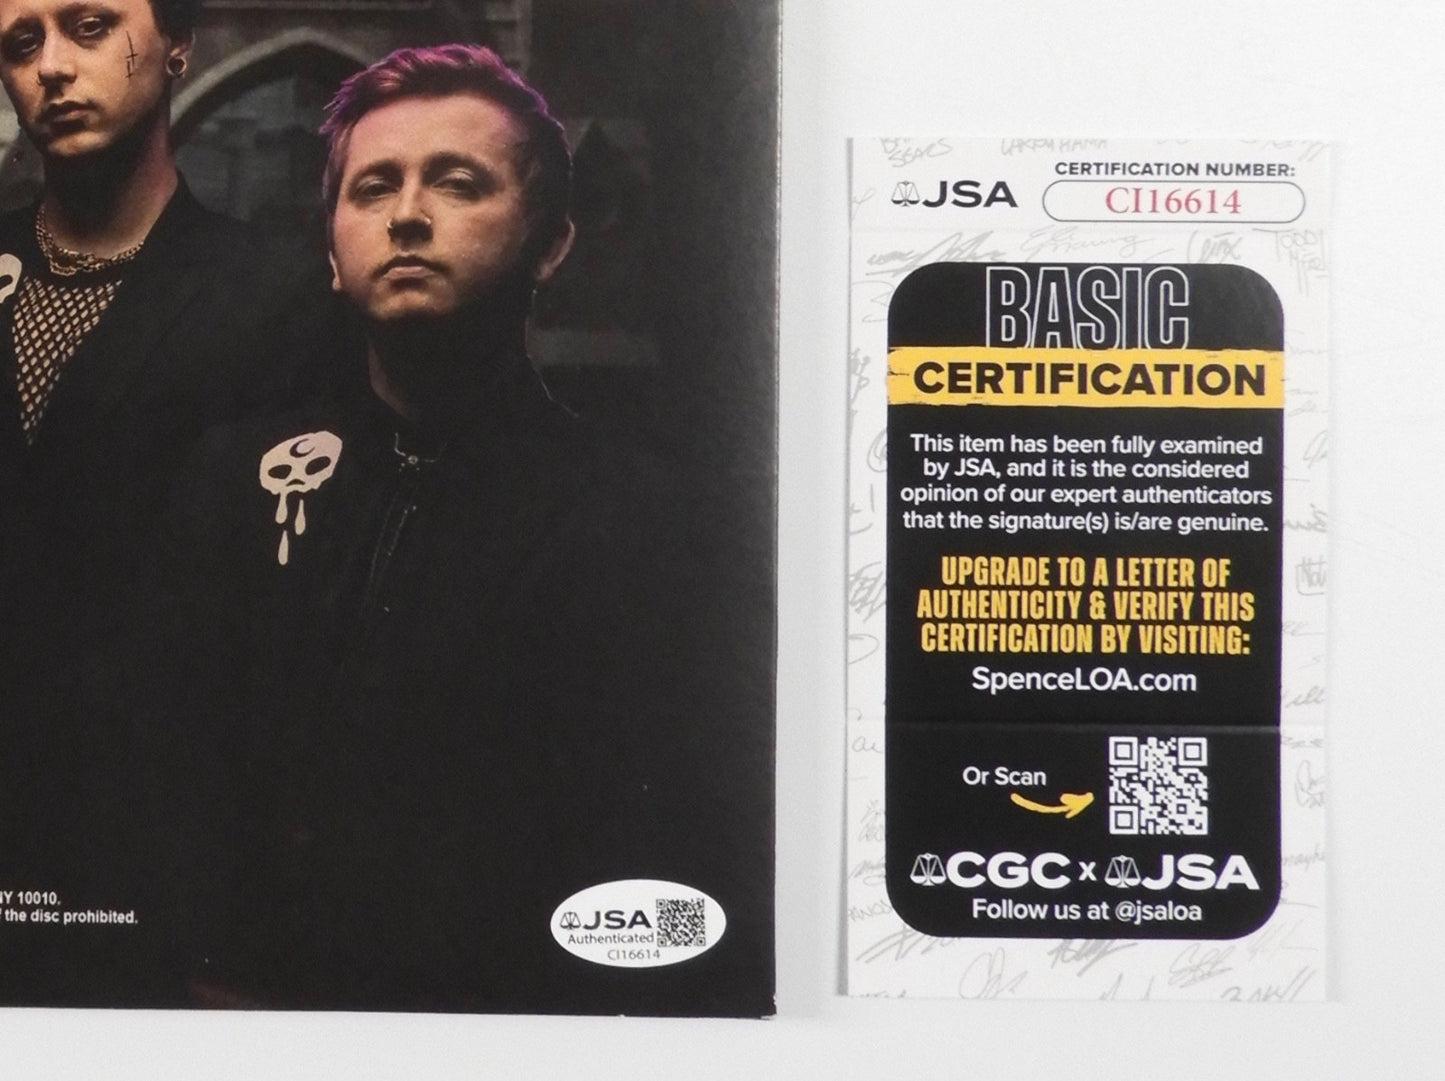 NY 10010.
f the disc prohibited.
JSA
Authenticated
CI16614
JSA
CERTIFICATION NUMBER:
CI16614
BASIC
CERTIFICATION
This item has been fully examined
by JSA, and it is the considered
opinion of our expert authenticators
that the signature(s) is/are genuine.
UPGRADE TO A LETTER OF
AUTHENTICITY & VERIFY THIS
CERTIFICATION BY VISITING:
SpenceLOA.com
Or Scan
CGC x JSA
Follow us at @jsaloa